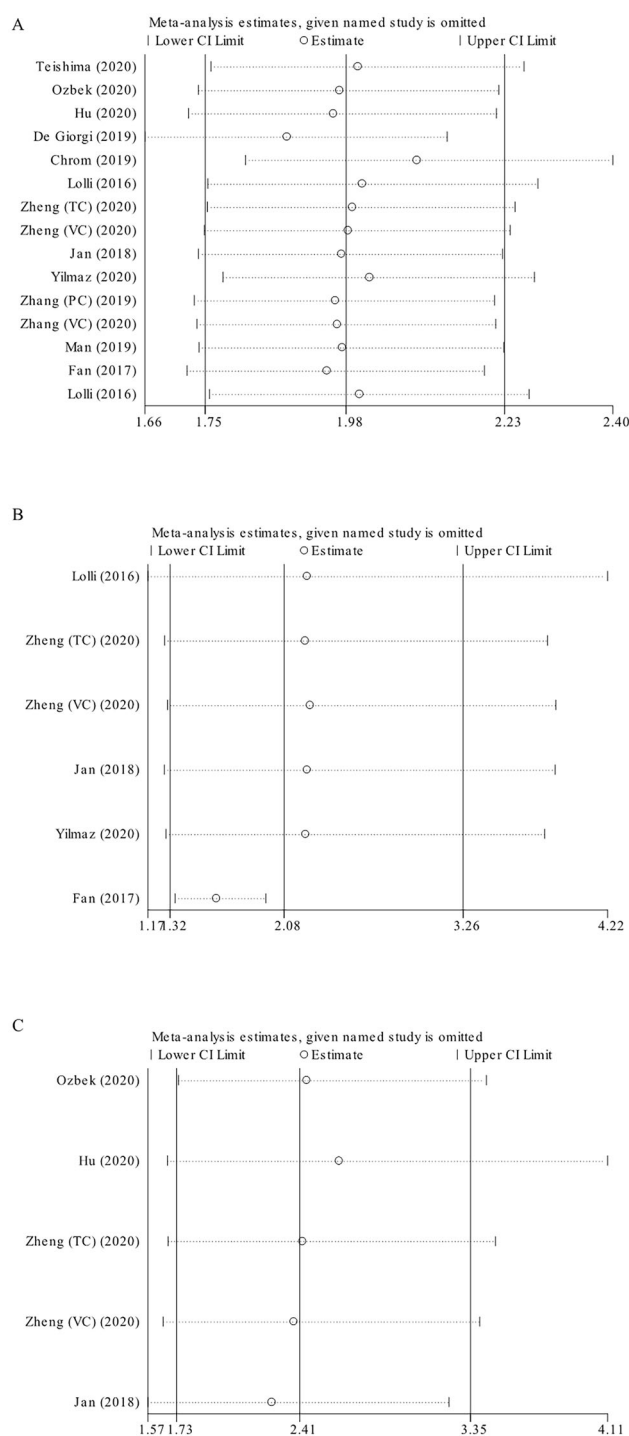 A
Meta-analysis estimates, given named study is omitted
Lower CI Limit Estimate Upper CI Limit
Teishima (2020)
Ozbek (2020)
Hu (2020)
De Giorgi (2019)
Chrom (2019)
Lolli (2016)
Zheng (TC) (2020)
Zheng (VC) (2020)
Jan (2018)
Yilmaz (2020)
Zhang (PC) (2019)
Zhang (VC) (2020)
Man (2019)
Fan (2017)
Lolli (2016)
1.66 1.75 1.98 2.23 2.40
B
Meta-analysis estimates, given named study is omitted
Lower CI Limit Estimate Upper CI Limit
Lolli (2016)
Zheng (TC) (2020)
Zheng (VC) (2020)
Jan (2018)
Yilmaz (2020)
Fan (2017)
1.17 1.32 2.08 3.26 4.22
C
Meta-analysis estimates, given named study is omitted
Lower CI Limit Estimate Upper CI Limit
Ozbek (2020)
Hu (2020)
Zheng (TC) (2020)
Zheng (VC) (2020)
Jan (2018)
1.57 1.73 2.41 3.35 4.11